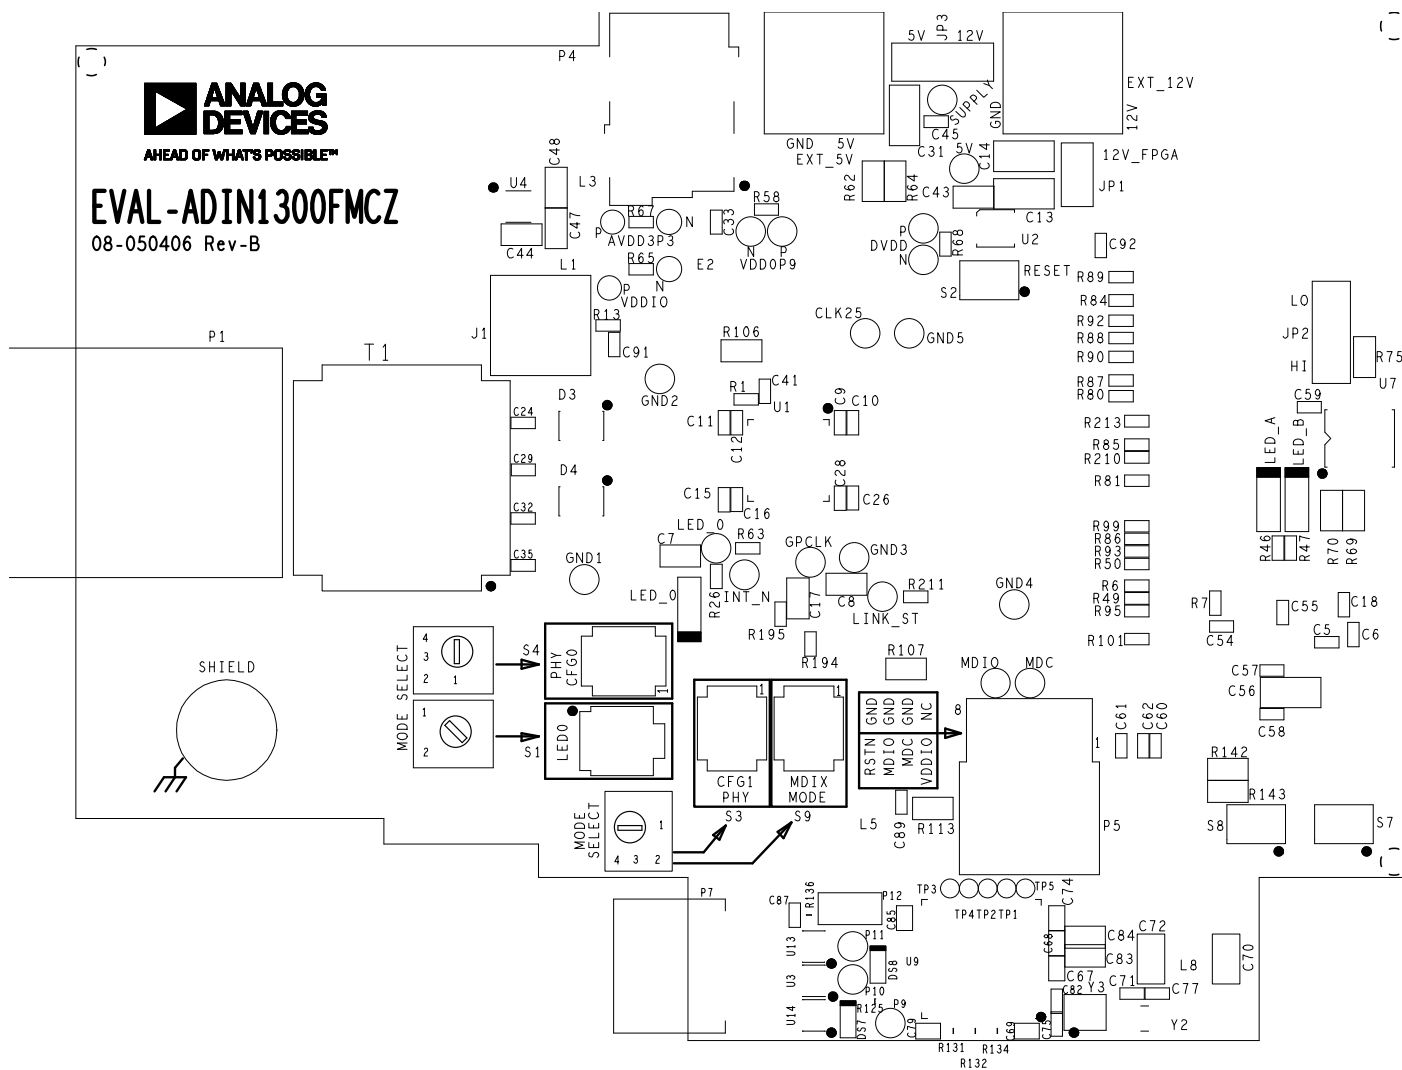 JP3
5V 12V
P4
ANALOG
DEVICES
AHEAD OF WHAT'S POSSIBLE™
EVAL-ADIN1300FMCZ
08-050406 Rev-B
EXT_12V
12V
GND
SUPPLY
C45
C31
GND 5V
EXT_5V
5V
C14
12V_FPGA
JP1
R62
R64
C43
C13
C48
U4
L3
C47
C44
R58
R67
P
N
AVDD3P3
C33
N P
VDDOP9
P
DVDD
N
R68
U2
C92
R65
E2
P N
VDDIO
L1
RESET
S2
R89
R84
R92
R88
R90
R87
R80
LO
JP2
HI
R75
U7
C59
P1
T1
J1
R13
C91
GND2
R106
CLK25
GND5
R1
C41
U1
C9
C10
C11
C12
D3
D4
C24
C29
C32
C35
C15
C16
C28
C26
R213
R85
R210
R81
R99
R86
R93
R50
R6
R49
R95
R101
LED_A
LED_B
R46
R47
R70
R69
LED_0
C7
R63
GPCLK
GND3
GND1
LED_0
R26
INT_N
R195
C17
C8
LINK_ST
R211
R194
R107
GND4
R7
C54
C55
C18
C5
C6
C57
C56
C58
SHIELD
MODE SELECT
4
3
2
1
S4
PHY
CFG0
1
1
2
S1
LED0
CFG1
PHY
1
S3
MDIX
MODE
1
S9
MODE
SELECT
1
4 3 2
GND GND GND NC
RSTN MDIO MDC VDDIO
MDIO
MDC
8
1
P5
L5
C89
R113
C61
C62
C60
R142
R143
S8
S7
P7
C87
R136
P12
C85
TP3
TP5
TP4TP2TP1
C74
C68
C84
C83
C67
C72
C70
L8
C71
C77
U13
P11
U3
DS8
U9
P10
U14
R125
DS7
P9
C79
R131
R132
R134
C69
C75
C82
Y3
Y2